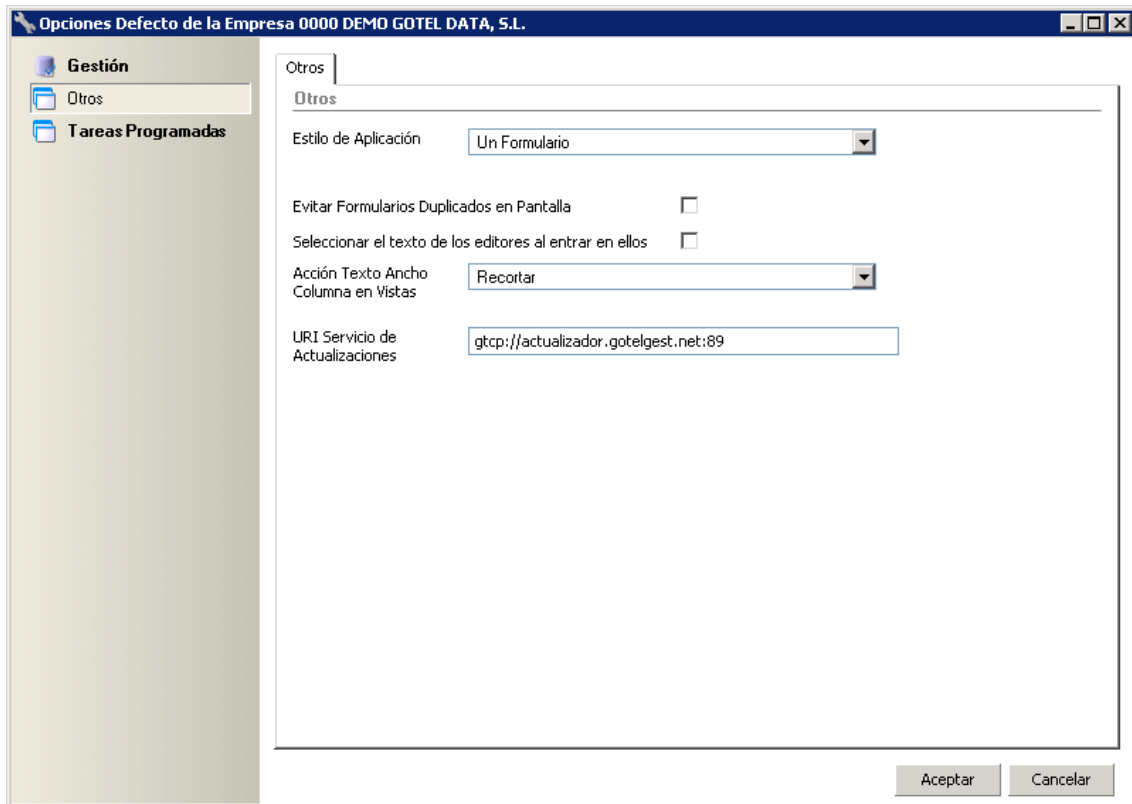 Opciones Defecto de la Empresa 0000 DEMO GOTEL DATA, S.L.
Gestión
Otros
Tareas Programadas
Otros
Otros
Estilo de Aplicación
Un Formulario
Evitar Formularios Duplicados en Pantalla
Seleccionar el texto de los editores al entrar en ellos
Acción Texto Ancho
Columna en Vistas
Recortar
URI Servicio de
Actualizaciones
gtcp://actualizador.gotelgest.net:89
Aceptar
Cancelar